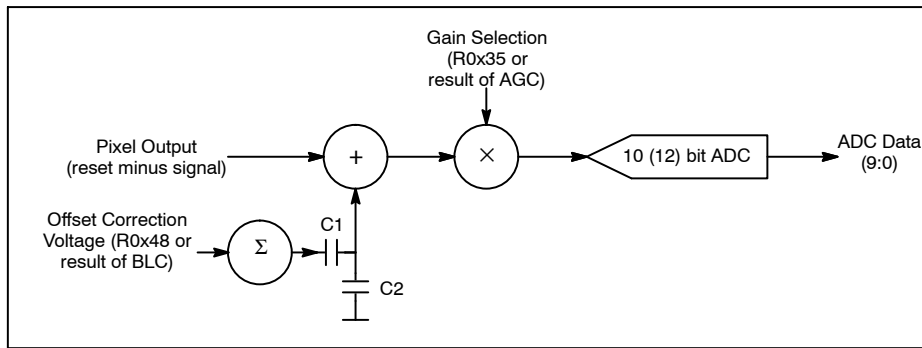 Gain Selection
(R0x35 or
result of AGC)
Pixel Output
(reset minus signal)
+
×
10 (12) bit ADC
ADC Data
(9:0)
Offset Correction
Voltage (R0x48 or
result of BLC)
Σ
C1
C2